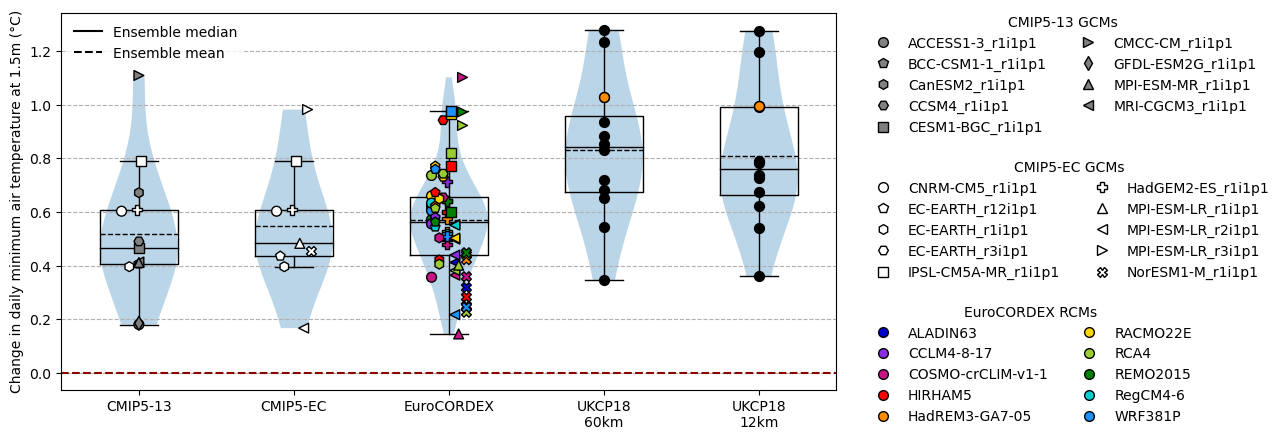 Change in daily minimum air temperature at 1.5m (°C)
1.2
1.0
0.8
0.6
0.4
0.2
0.0
Ensemble median
Ensemble mean
CMIP5-13
CMIP5-EC
EuroCORDEX
UKCP18
60km
UKCP18
12km
CMIP5-13 GCMs
ACCESS1-3_r1i1p1
BCC-CSM1-1_r1i1p1
CanESM2_r1i1p1
CCSM4_r1i1p1
CESM1-BGC_r1i1p1
CMCC-CM_r1i1p1
GFDL-ESM2G_r1i1p1
MPI-ESM-MR_r1i1p1
MRI-CGCM3_r1i1p1
CMIP5-EC GCMs
CNRM-CM5_r1i1p1
EC-EARTH_r12i1p1
EC-EARTH_r1i1p1
EC-EARTH_r3i1p1
IPSL-CM5A-MR_r1i1p1
HadGEM2-ES_r1i1p1
MPI-ESM-LR_r1i1p1
MPI-ESM-LR_r2i1p1
MPI-ESM-LR_r3i1p1
NorESM1-M_r1i1p1
EuroCORDEX RCMs
ALADIN63
CCLM4-8-17
COSMO-crCLIM-v1-1
HIRHAM5
HadREM3-GA7-05
RACMO22E
RCA4
REMO2015
RegCM4-6
WRF381P